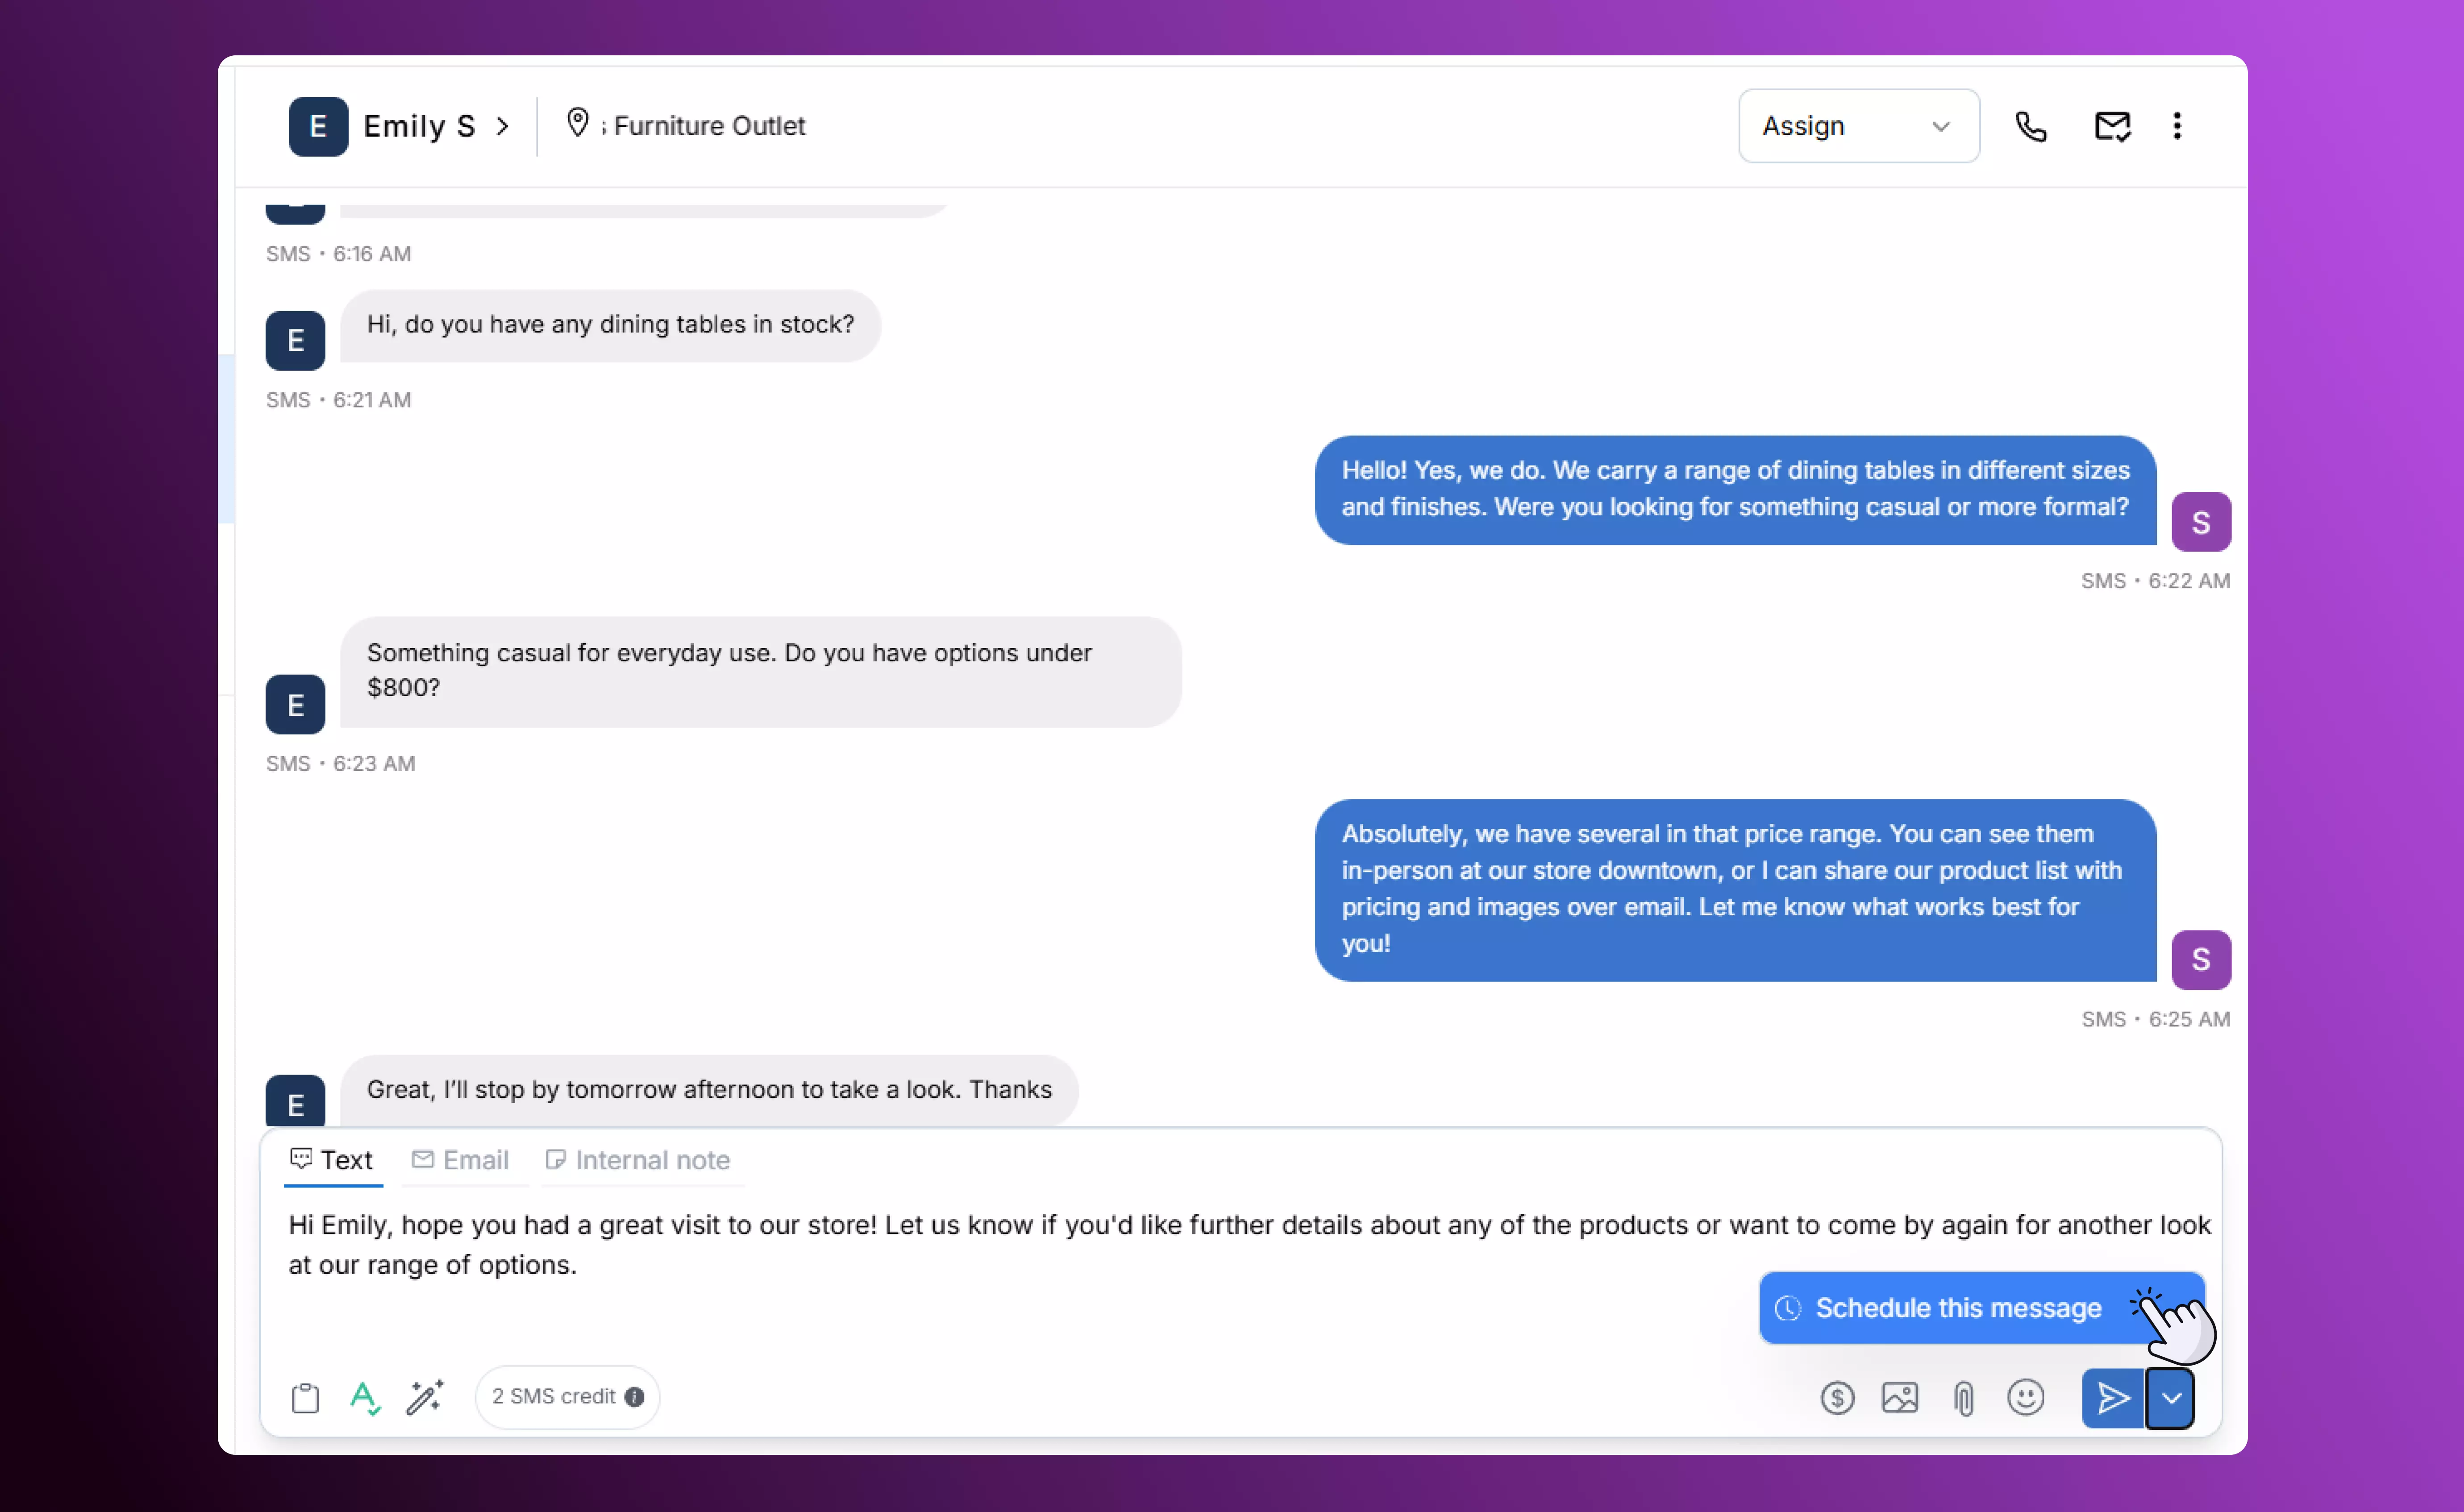 E Emily S
s Furniture Outlet
Assign
SMS • 6:16 AM
Hi, do you have any dining tables in stock?
E
SMS • 6:21 AM
Hello! Yes, we do. We carry a range of dining tables in different sizes
and finishes. Were you looking for something casual or more formal?
S
SMS • 6:22 AM
Something casual for everyday use. Do you have options under
$800?
E
SMS • 6:23 AM
Absolutely, we have several in that price range. You can see them
in-person at our store downtown, or I can share our product list with
pricing and images over email. Let me know what works best for
you!
S
SMS • 6:25 AM
Great, I'll stop by tomorrow afternoon to take a look. Thanks
E
Text Email Internal note
Hi Emily, hope you had a great visit to our store! Let us know if you'd like further details about any of the products or want to come by again for another look
at our range of options.
Schedule this message
2 SMS credit